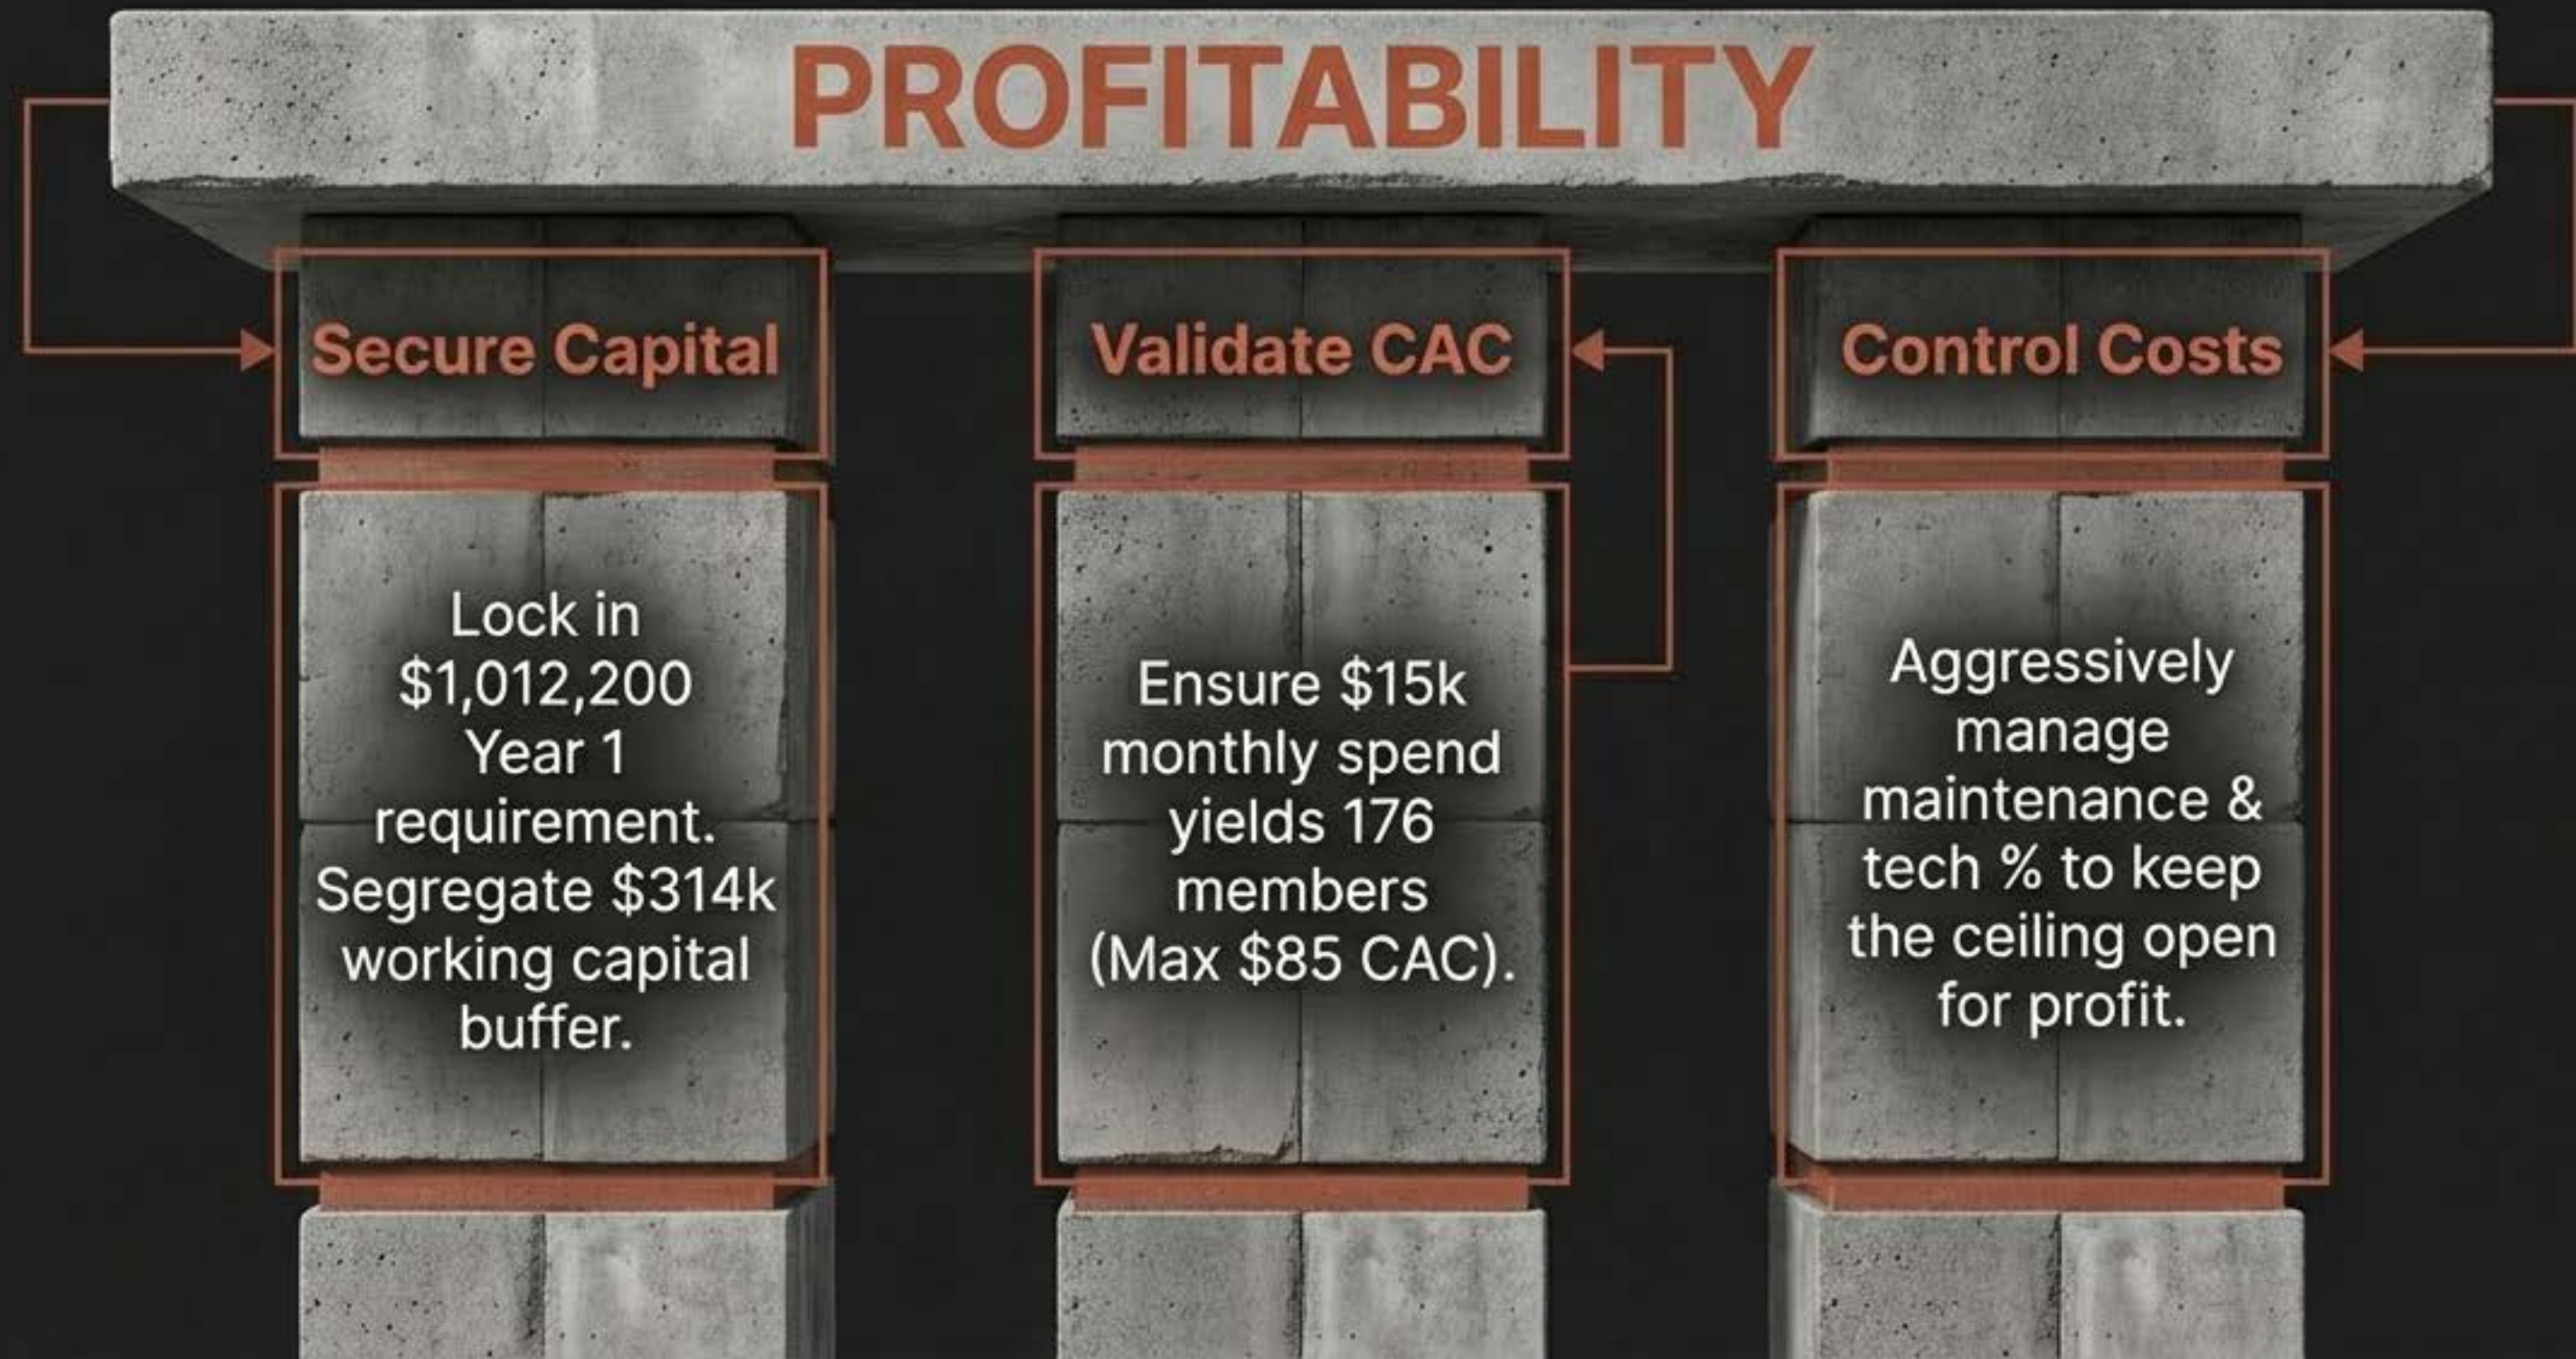 PROFITABILITY
Secure Capital
Lock in
$1,012,200
Year 1
requirement.
Segregate $314k
working capital
buffer.
Validate CAC
Ensure $15k
monthly spend
yields 176
members
(Max $85 CAC).
Control Costs
Aggressively
manage
maintenance &
tech % to keep
the ceiling open
for profit.